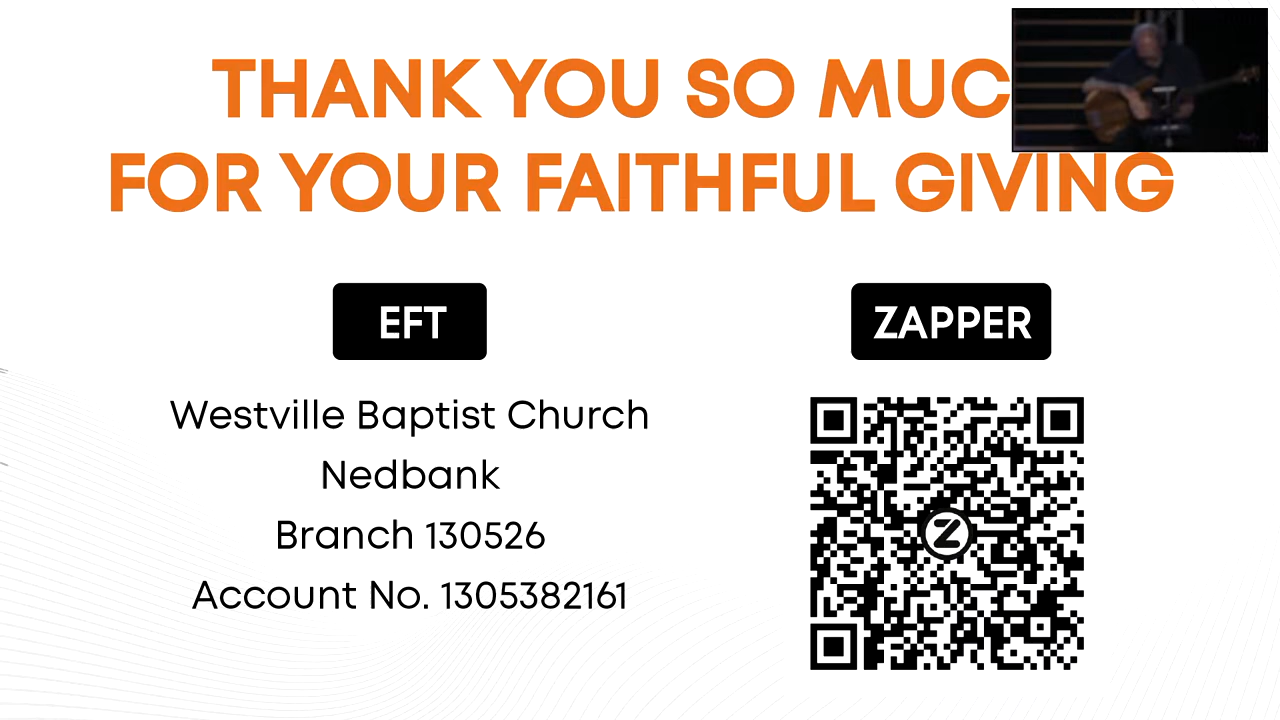 THANK YOU SO MUC
FOR YOUR FAITHFUL GIVING
EFT
ZAPPER
Westville Baptist Church
Nedbank
Branch 130526
Account No. 1305382161
Z